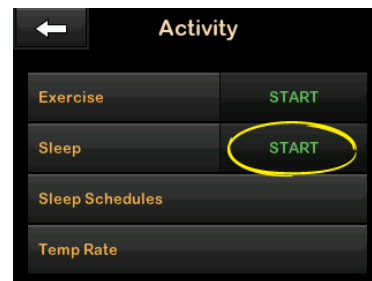 Activity
Exercise START
Sleep START
Sleep Schedules
Temp Rate